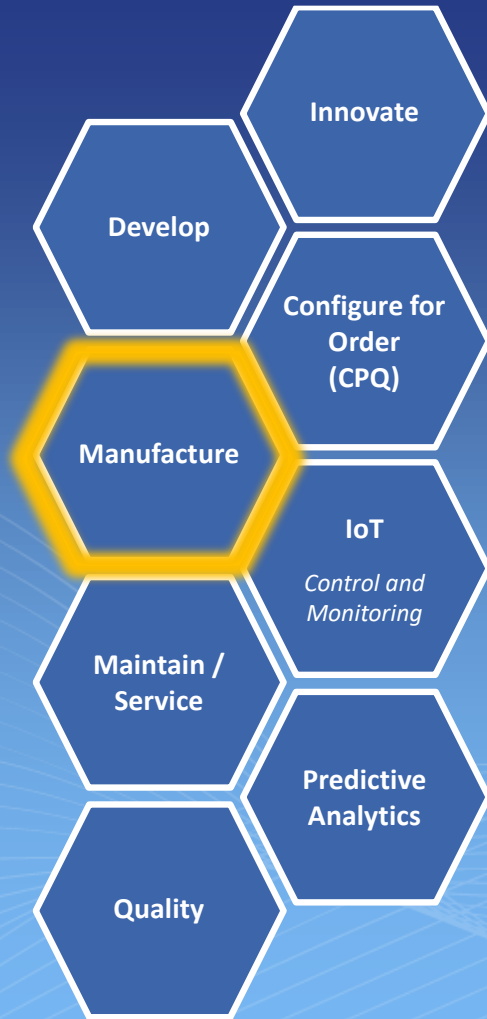 Innovate
Develop
Configure for
Order
(CPQ)
Manufacture
IoT
Control and
Monitoring
Maintain /
Service
Predictive
Analytics
Quality